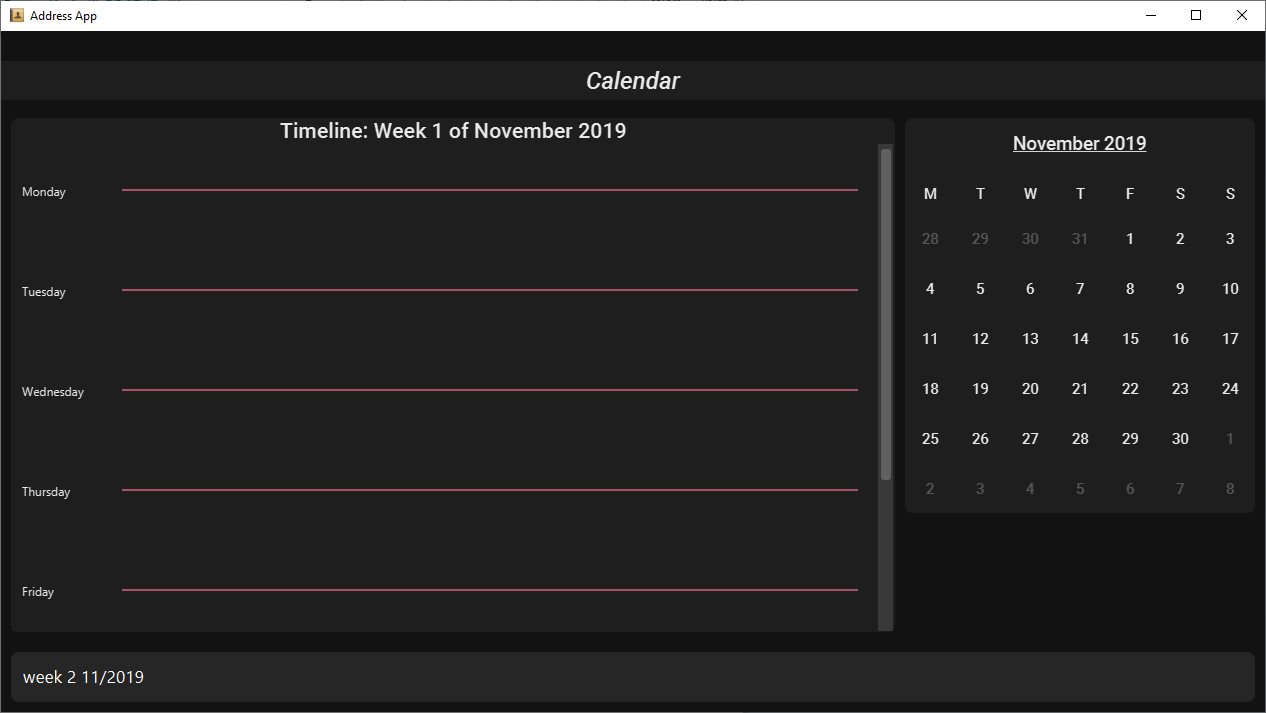 Address App
Calendar
Timeline: Week 1 of November 2019
Monday
Tuesday
Wednesday
Thursday
Friday
November 2019
M T W T F S S
28 29 30 31 1 2 3
4 5 6 7 8 9 10
11 12 13 14 15 16 17
18 19 20 21 22 23 24
25 26 27 28 29 30 1
2 3 4 5 6 7 8
week 2 11/2019